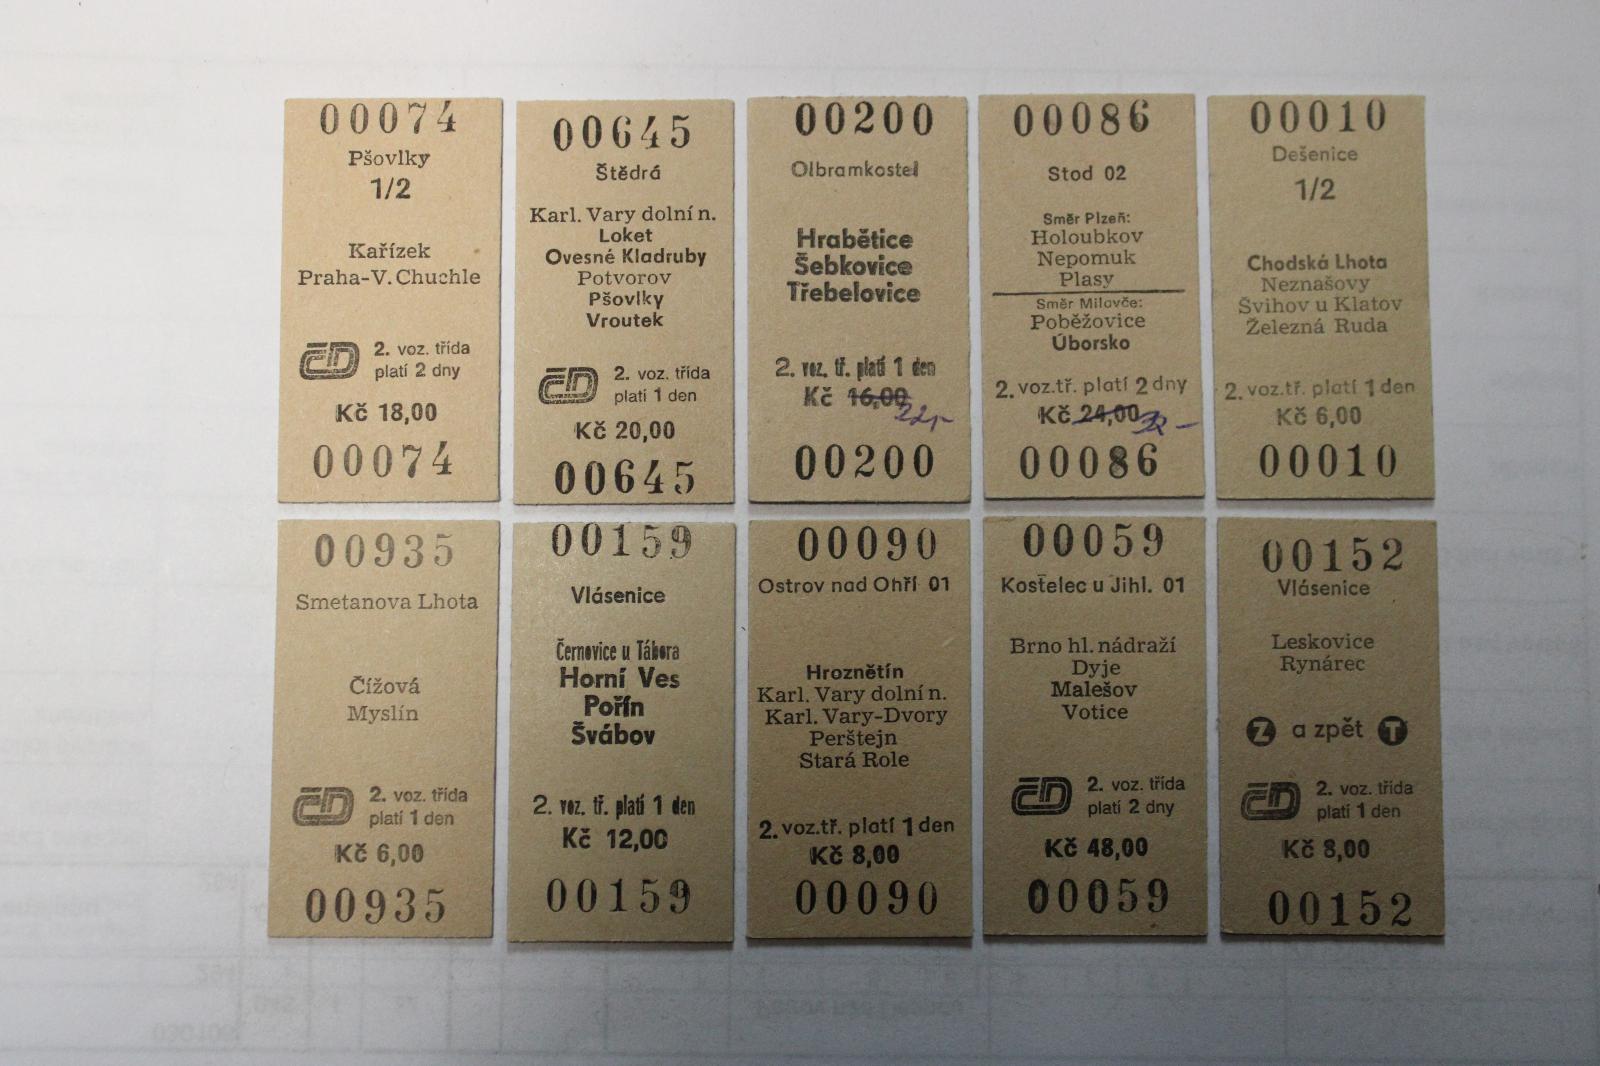 00074
Pšovlky
1/2
Kařízek
Praha-V. Chuchle
ČD 2. voz. třída
platí 2 dny
Kč 18,00
00074
00645
Štědrá
Karl. Vary dolní n.
Loket
Ovesné Kladruby
Potvorov
Pšovlky
Vroutek
ČD 2. voz. třída
platí 1 den
Kč 20,00
00645
00200
Olbramkostel
Hrabětice
Šebkovice
Třebelovice
2. voz. tř. platí 1 den
Kč 16,00
22,-
00200
00086
Stod 02
Směr Plzeň:
Holoubkov
Nepomuk
Plasy
Směr Milavče:
Poběžovice
Úborsko
2. voz.tř. platí 2 dny
Kč 24,00
00086
00010
Dešenice
1/2
Chodská Lhota
Neznašovy
Švihov u Klatov
Železná Ruda
2. voz.tř. platí 1 den
Kč 6,00
00010
00935
Smetanova Lhota
Čížová
Myslín
ČD 2. voz. třída
platí 1 den
Kč 6,00
00935
00159
Vlásenice
Černovice u Tábora
Horní Ves
Pořín
Švábov
2. voz. tř. platí 1 den
Kč 12,00
00159
00090
Ostrov nad Ohří 01
Hroznětín
Karl. Vary dolní n.
Karl. Vary-Dvory
Perštejn
Stará Role
2. voz.tř. platí 1 den
Kč 8,00
00090
00059
Kostelec u Jihl. 01
Brno hl. nádraží
Dyje
Malešov
Votice
ČD 2. voz. třída
platí 2 dny
Kč 48,00
00059
00152
Vlásenice
Leskovice
Rynárec
Z a zpět T
ČD 2. voz. třída
platí 1 den
Kč 8,00
00152